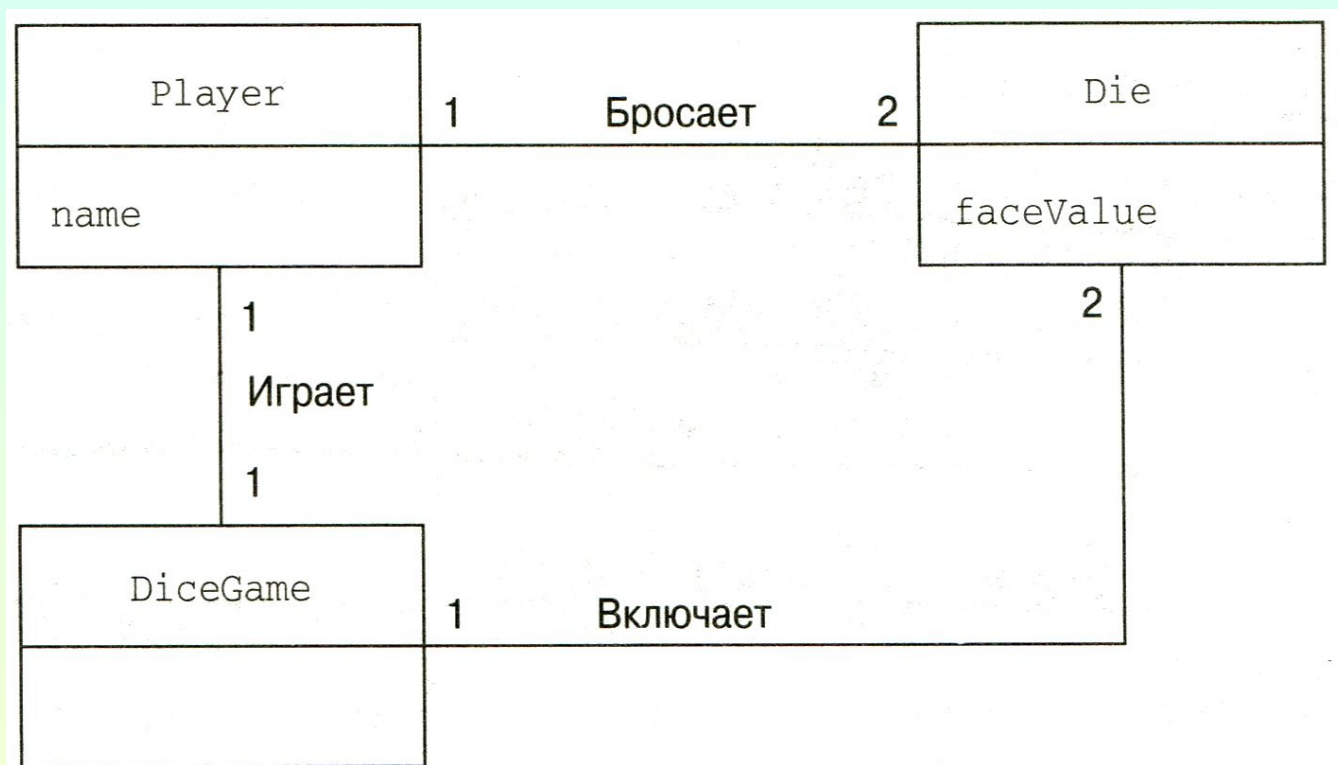 Player
1 Бросает 2
Die
name
faceValue
1
2
Играет
1
DiceGame
1 Включает